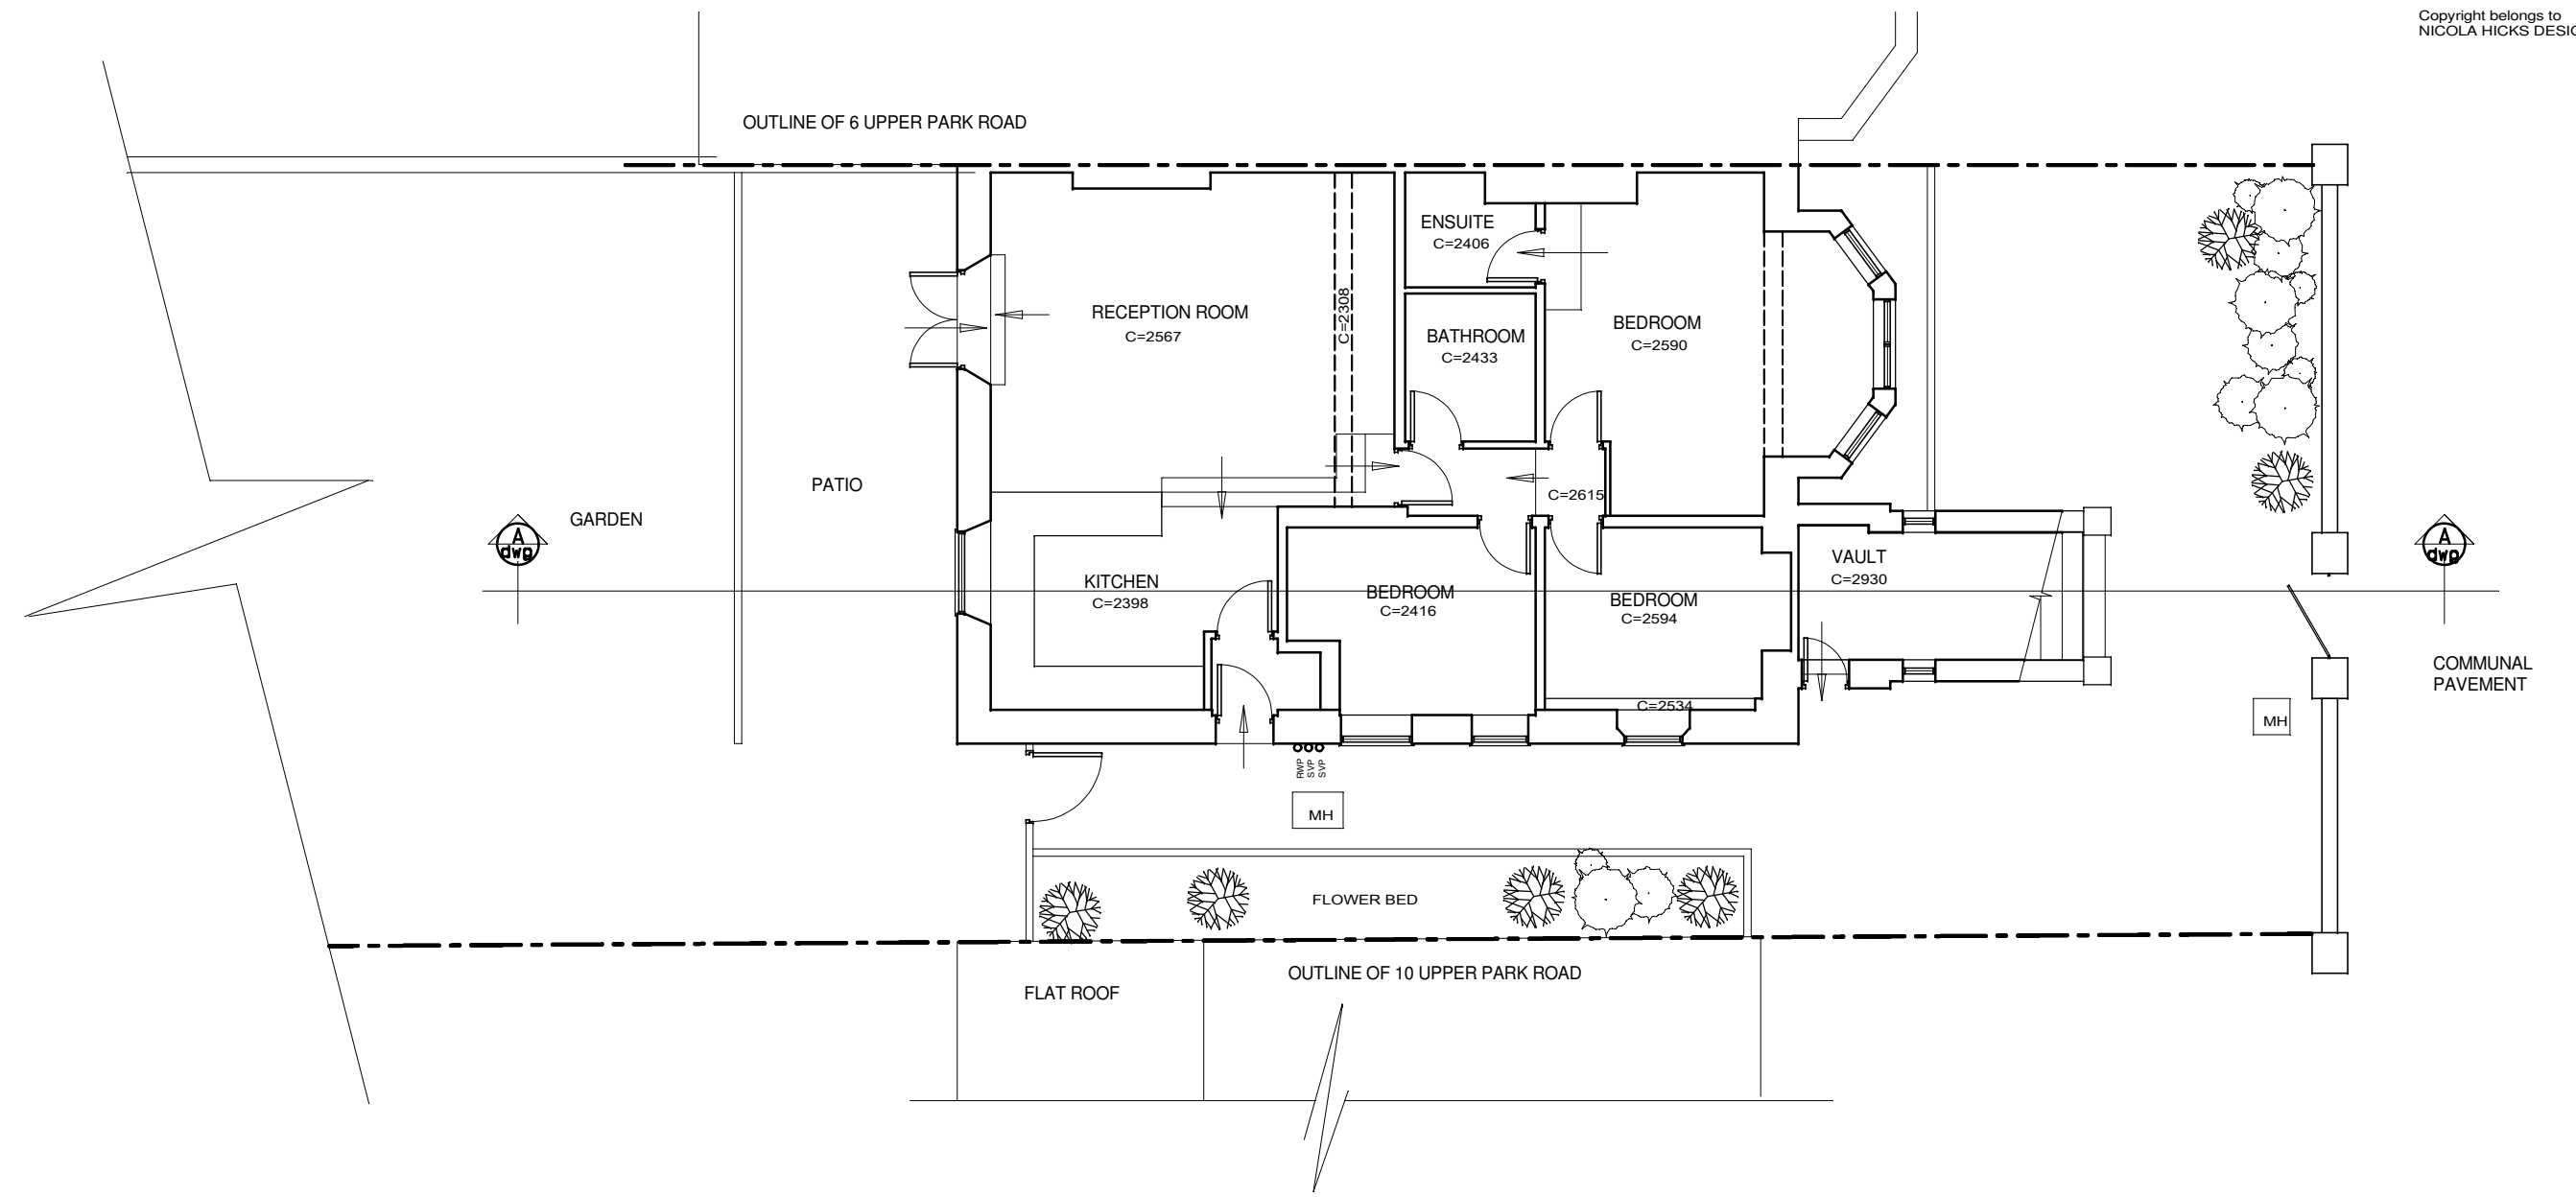 Copyright belongs to
NICOLA HICKS DESIG
OUTLINE OF 6 UPPER PARK ROAD
ENSUITE
C=2406
RECEPTION ROOM
C=2567
C=2308
BATHROOM
C=2433
BEDROOM
C=2590
PATIO
C=2615
GARDEN
A
dwg
KITCHEN
C=2398
BEDROOM
C=2416
BEDROOM
C=2594
VAULT
C=2930
A
dwg
COMMUNAL
PAVEMENT
C=2534
MH
RWP
SVP
SVP
MH
FLOWER BED
OUTLINE OF 10 UPPER PARK ROAD
FLAT ROOF